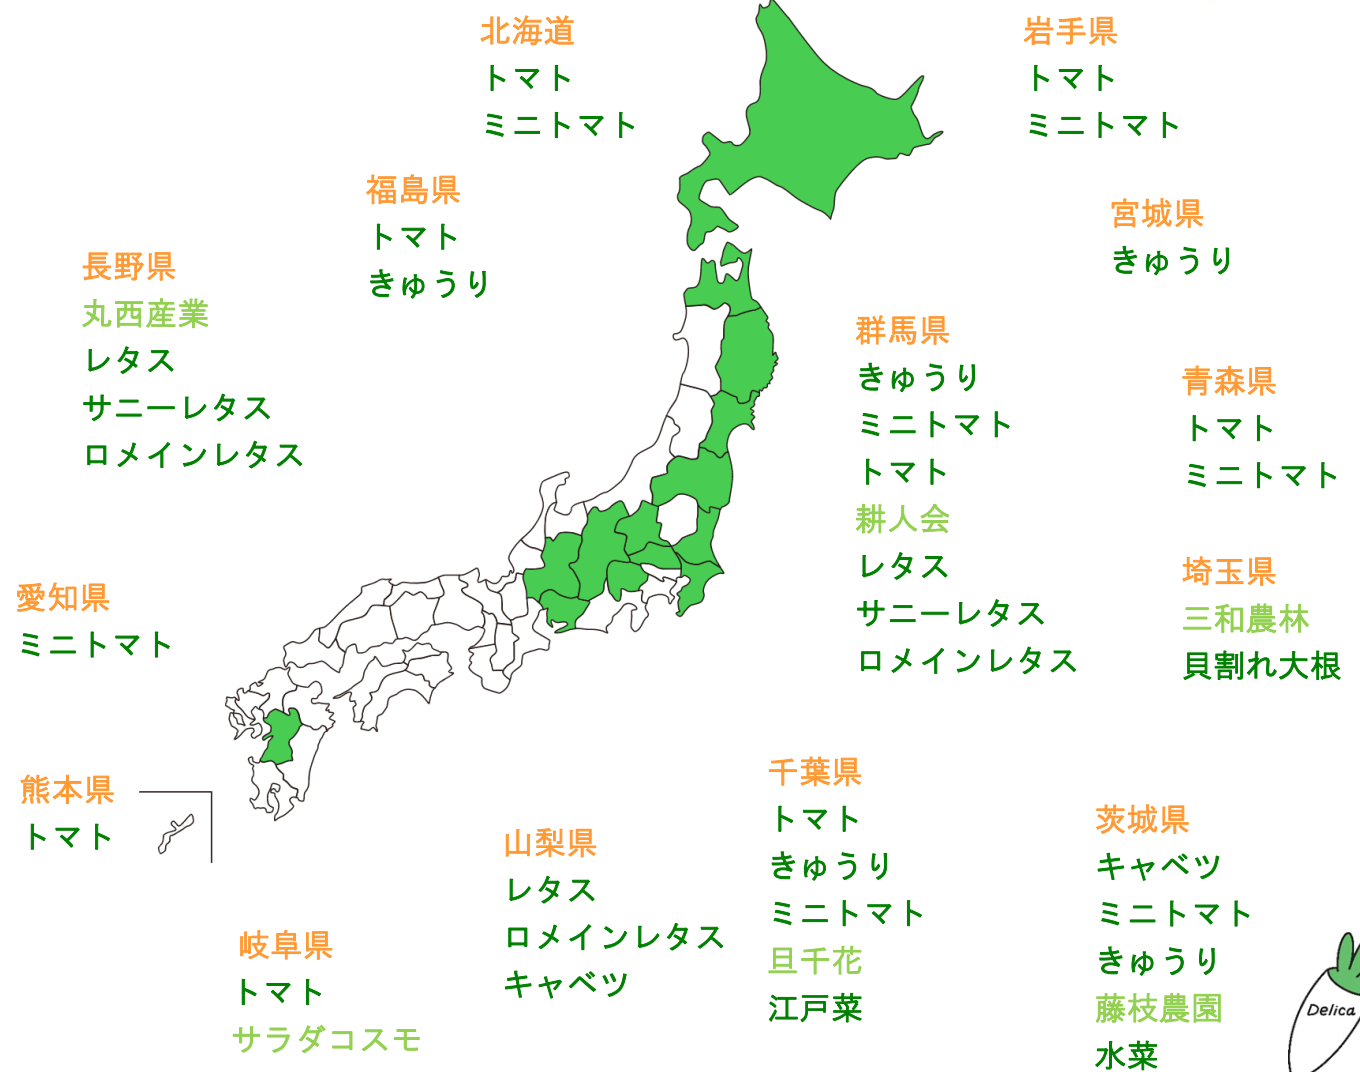 北海道
トマト
ミニトマト
岩手県
トマト
ミニトマト
福島県
トマト
きゅうり
宮城県
きゅうり
長野県
丸西産業
レタス
サニーレタス
ロメインレタス
群馬県
きゅうり
ミニトマト
トマト
耕人会
レタス
サニーレタス
ロメインレタス
青森県
トマト
ミニトマト
愛知県
ミニトマト
埼玉県
三和農林
貝割れ大根
熊本県
トマト
岐阜県
トマト
サラダコスモ
山梨県
レタス
ロメインレタス
キャベツ
千葉県
トマト
きゅうり
ミニトマト
旦千花
江戸菜
茨城県
キャベツ
ミニトマト
きゅうり
藤枝農園
水菜
Delica